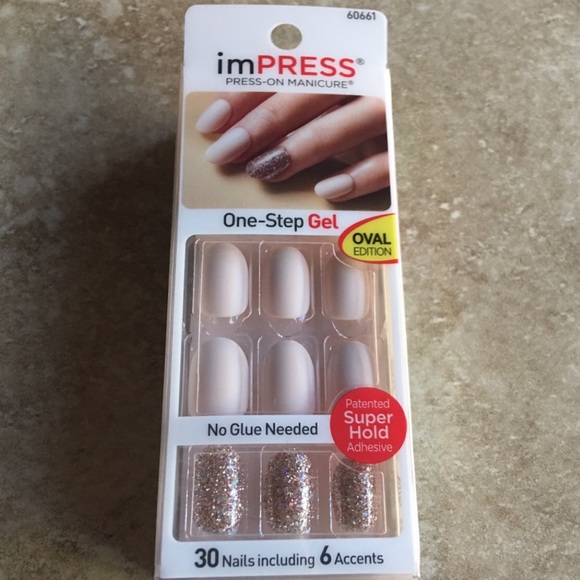 60661
imPRESS®
PRESS-ON MANICURE®
One-Step Gel
OVAL
EDITION
No Glue Needed
Patented
Super
Hold
Adhesive
30 Nails including 6 Accents